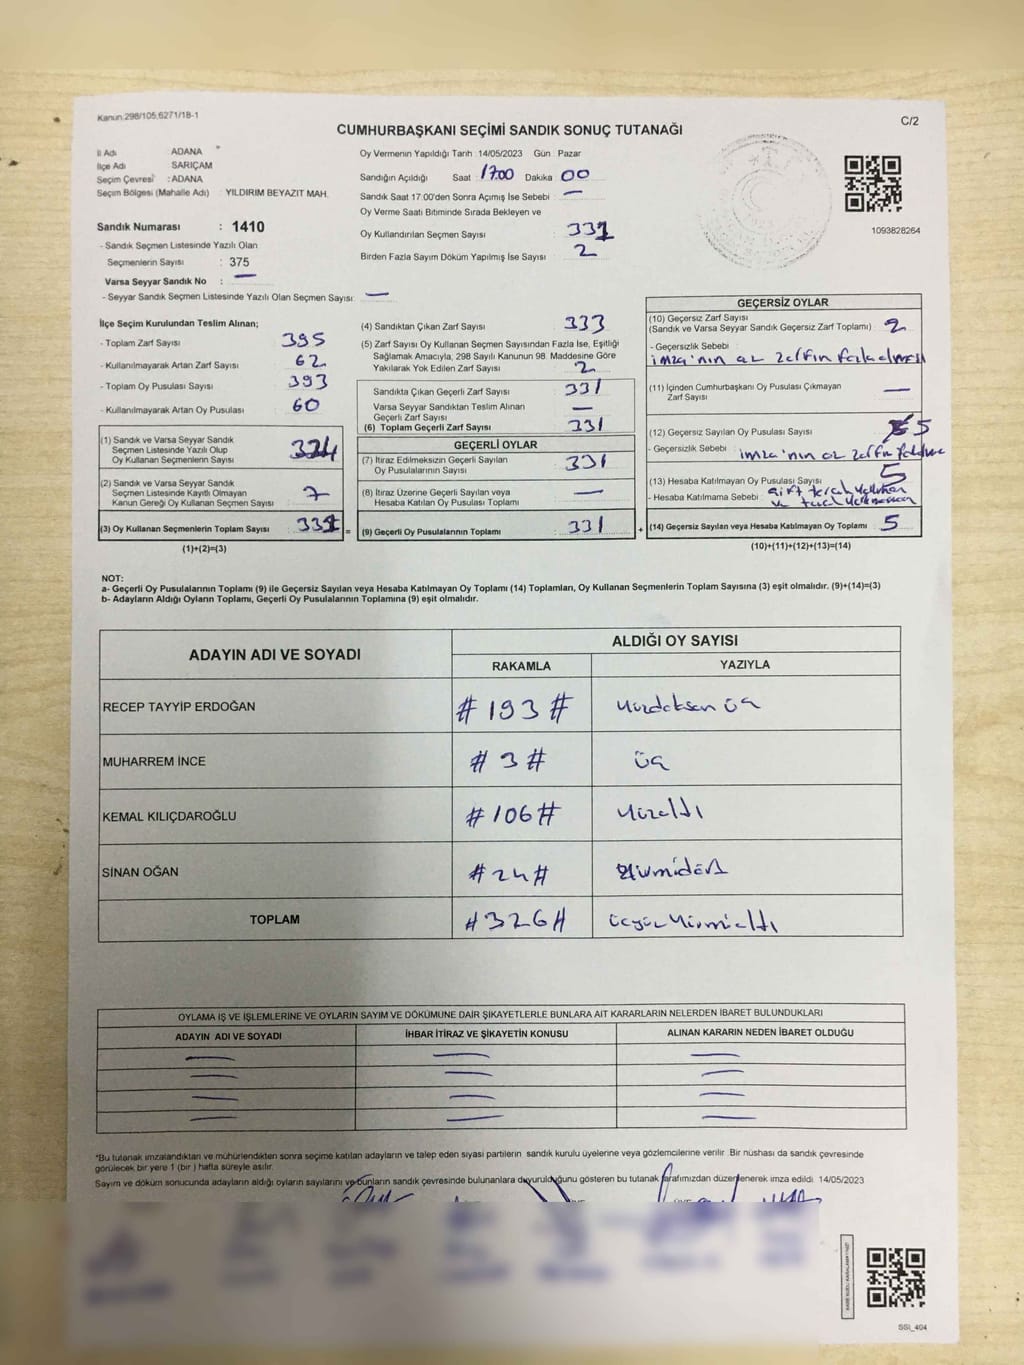 Kanun.298/105,6271/18-1
C/2
CUMHURBAŞKANI SEÇİMİ SANDIK SONUÇ TUTANAĞI
İl Adı ADANA
İlçe Adı SARIÇAM
Seçim Çevresi : ADANA
Seçim Bölgesi (Mahalle Adı) : YILDIRIM BEYAZIT MAH.
Sandık Numarası : 1410
- Sandık Seçmen Listesinde Yazılı Olan
Seçmenlerin Sayısı : 375
Varsa Seyyar Sandık No : —
- Seyyar Sandık Seçmen Listesinde Yazılı Olan Seçmen Sayısı: —
Oy Vermenin Yapıldığı Tarih : 14/05/2023 Gün : Pazar
Sandığın Açıldığı Saat : 17.00 Dakika : 00
Sandık Saat 17.00'den Sonra Açımış İse Sebebi : —
Oy Verme Saati Bitiminde Sırada Bekleyen ve
Oy Kullandırılan Seçmen Sayısı 331
Birden Fazla Sayım Döküm Yapılmış İse Sayısı 2
1093828264
İlçe Seçim Kurulundan Teslim Alınan;
- Toplam Zarf Sayısı 395
- Kullanılmayarak Artan Zarf Sayısı 62
- Toplam Oy Pusulası Sayısı 393
- Kullanılmayarak Artan Oy Pusulası 60
(1) Sandık ve Varsa Seyyar Sandık
Seçmen Listesinde Yazılı Olup
Oy Kullanan Seçmenlerin Sayısı 324
(2) Sandık ve Varsa Seyyar Sandık
Seçmen Listesinde Kayıtlı Olmayan
Kanun Gereği Oy Kullanan Seçmen Sayısı 7
(3) Oy Kullanan Seçmenlerin Toplam Sayısı 331 =
(1)+(2)=(3)
(4) Sandıktan Çıkan Zarf Sayısı 333
(5) Zarf Sayısı Oy Kullanan Seçmen Sayısından Fazla İse, Eşitliği
Sağlamak Amacıyla, 298 Sayılı Kanunun 98. Maddesine Göre
Yakılarak Yok Edilen Zarf Sayısı 2
Sandıkta Çıkan Geçerli Zarf Sayısı 331
Varsa Seyyar Sandıktan Teslim Alınan
Geçerli Zarf Sayısı —
(6) Toplam Geçerli Zarf Sayısı 331
GEÇERLİ OYLAR
(7) İtiraz Edilmeksizin Geçerli Sayılan
Oy Pusulalarının Sayısı 331
(8) İtiraz Üzerine Geçerli Sayılan veya
Hesaba Katılan Oy Pusulası Toplamı —
(9) Geçerli Oy Pusulalarının Toplamı 331 +
GEÇERSİZ OYLAR
(10) Geçersiz Zarf Sayısı
(Sandık ve Varsa Seyyar Sandık Geçersiz Zarf Toplamı) : 2
- Geçersizlik Sebebi
imza'nın az zarfın fazla olması
(11) İçinden Cumhurbaşkanı Oy Pusulası Çıkmayan
Zarf Sayısı —
(12) Geçersiz Sayılan Oy Pusulası Sayısı 5
- Geçersizlik Sebebi : imza'nın az zarfın
(13) Hesaba Katılmayan Oy Pusulası Sayısı 5
- Hesaba Katılmama Sebebi :
(14) Geçersiz Sayılan veya Hesaba Katılmayan Oy Toplamı 5
(10)+(11)+(12)+(13)=(14)
NOT:
a- Geçerli Oy Pusulalarının Toplamı (9) ile Geçersiz Sayılan veya Hesaba Katılmayan Oy Toplamı (14) Toplamları, Oy Kullanan Seçmenlerin Toplam Sayısına (3) eşit olmalıdır. (9)+(14)=(3)
b- Adayların Aldığı Oyların Toplamı, Geçerli Oy Pusulalarının Toplamına (9) eşit olmalıdır.
ADAYIN ADI VE SOYADI
ALDIĞI OY SAYISI
RAKAMLA YAZIYLA
RECEP TAYYİP ERDOĞAN #193# yüzdoksan üç
MUHARREM İNCE #3# üç
KEMAL KILIÇDAROĞLU #106# yüzaltı
SİNAN OĞAN #24# yirmidört
TOPLAM #326# üçyüzyirmialtı
OYLAMA İŞ VE İŞLEMLERİNE VE OYLARIN SAYIM VE DÖKÜMÜNE DAİR ŞİKAYETLERLE BUNLARA AİT KARARLARIN NELERDEN İBARET BULUNDUKLARI
ADAYIN ADI VE SOYADI İHBAR İTİRAZ VE ŞİKAYETİN KONUSU ALINAN KARARIN NEDEN İBARET OLDUĞU
— — —
— — —
— — —
— — —
*Bu tutanak imzalandıktan ve mühürlendikten sonra seçime katılan adayların ve talep eden siyasi partilerin sandık kurulu üyelerine veya gözlemcilerine verilir. Bir nüshası da sandık çevresinde
görülecek bir yere 1 (bir ) hafta süreyle asılır.
Sayım ve döküm sonucunda adayların aldığı oyların sayılarını ve bunların sandık çevresinde bulunanlara duyurulduğunu gösteren bu tutanak tarafımızdan düzenlenerek imza edildi. 14/05/2023
SSI_404